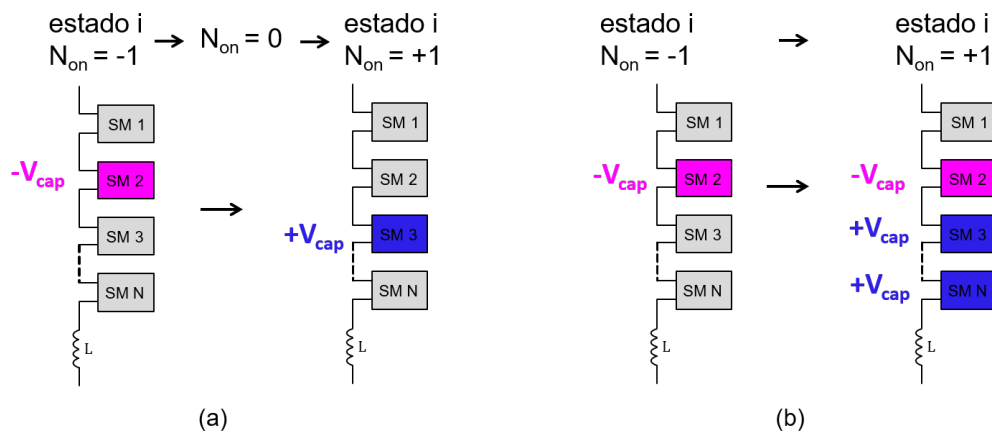 estado i
N_on = -1
→ N_on = 0 →
estado i
N_on = +1
SM 1
-V_cap
SM 2
SM 3
SM N
L
→
SM 1
SM 2
+V_cap
SM 3
SM N
L
(a)
estado i
N_on = -1
→
estado i
N_on = +1
SM 1
-V_cap
SM 2
SM 3
SM N
L
→
SM 1
-V_cap
SM 2
+V_cap
SM 3
+V_cap
SM N
L
(b)